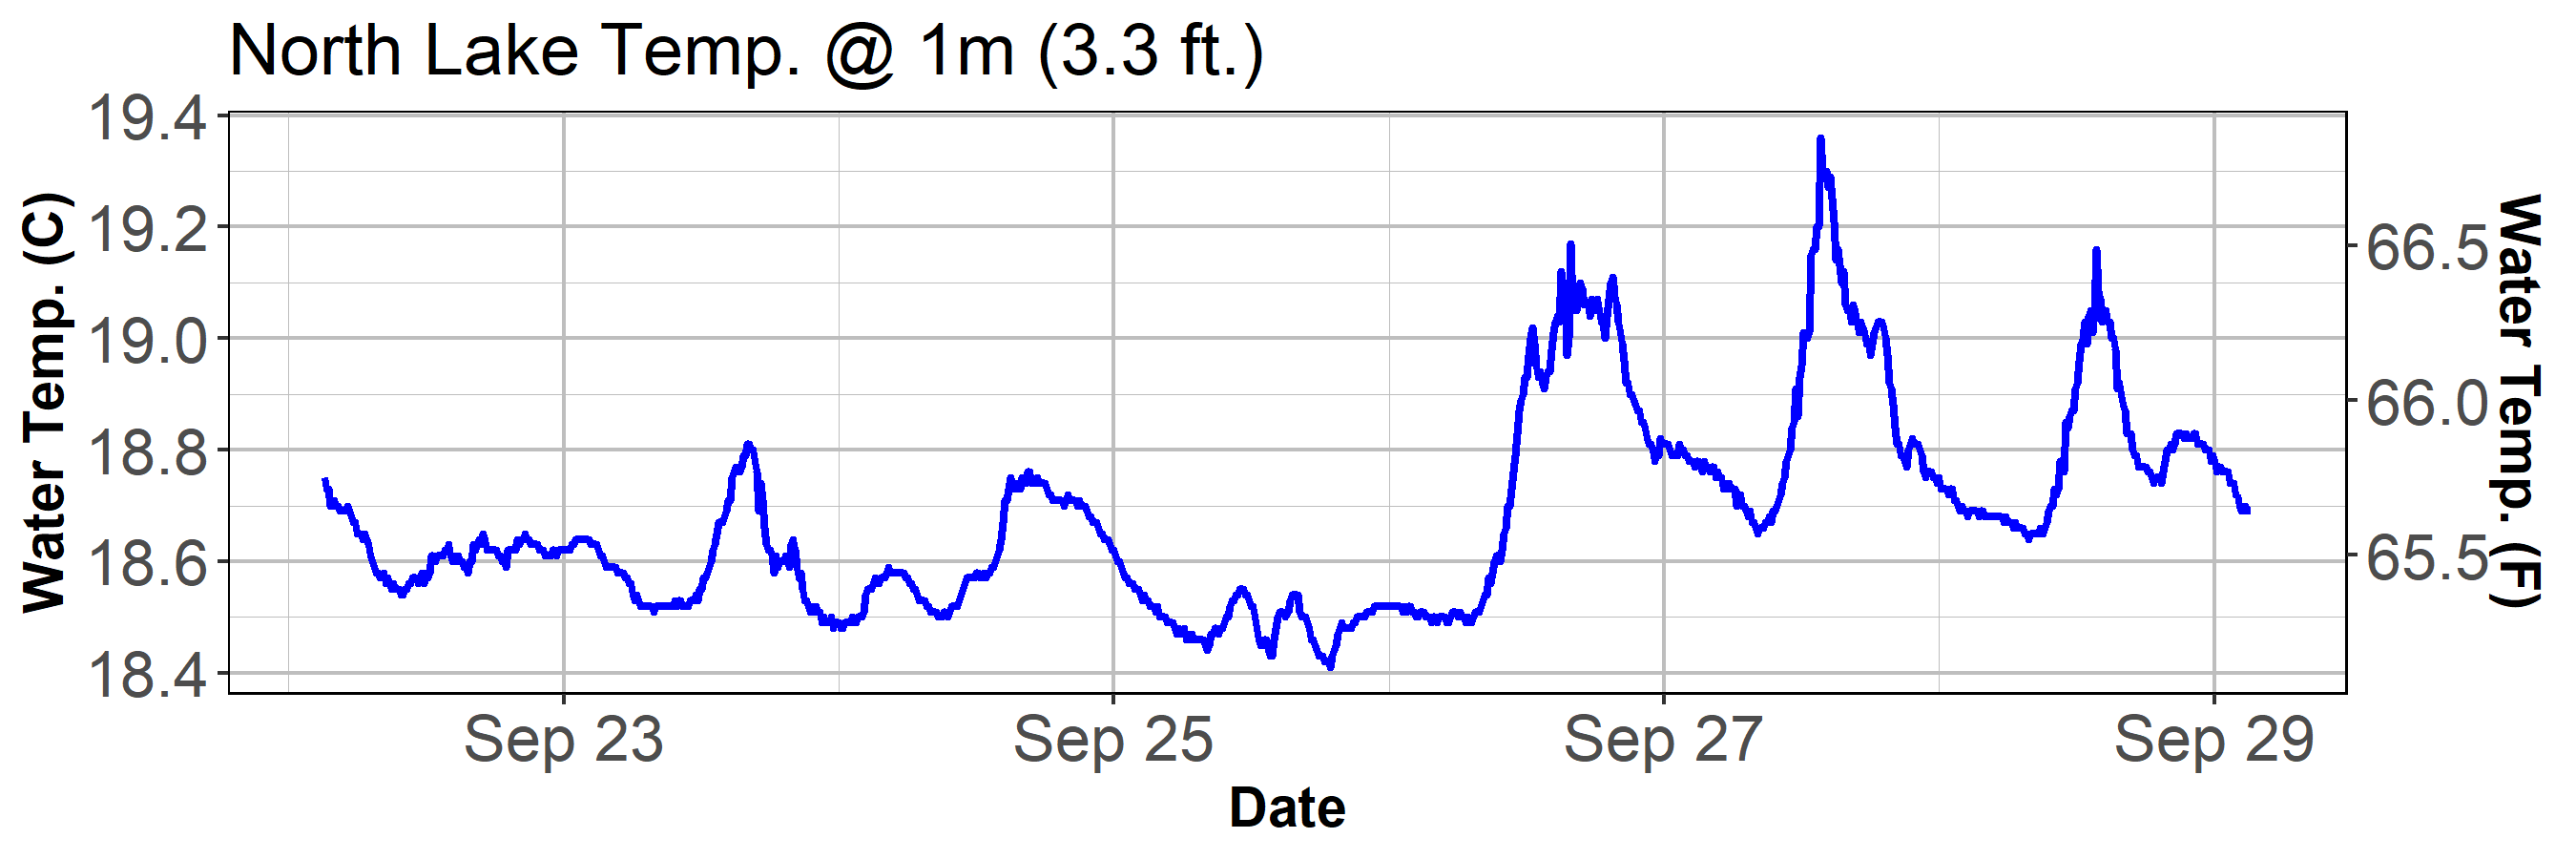 North Lake Temp. @ 1m (3.3 ft.)
Water Temp. (C)
19.4
19.2
19.0
18.8
18.6
18.4
66.5
66.0
65.5
Water Temp. (F)
Sep 23 Sep 25 Sep 27 Sep 29
Date